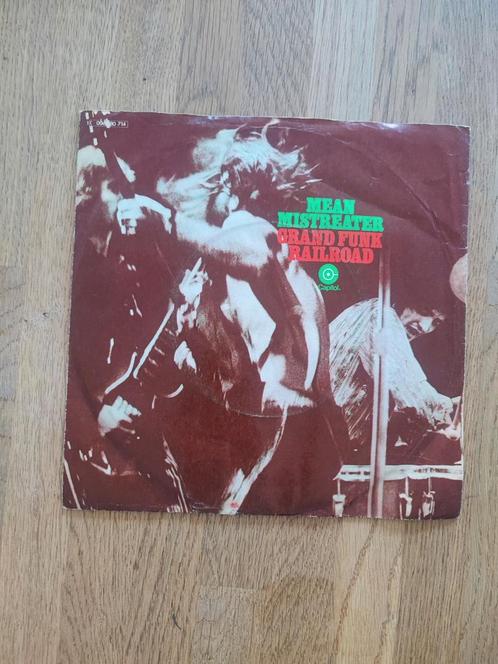 MEAN
MISTREATER
GRAND FUNK
RAILROAD
Capitol.